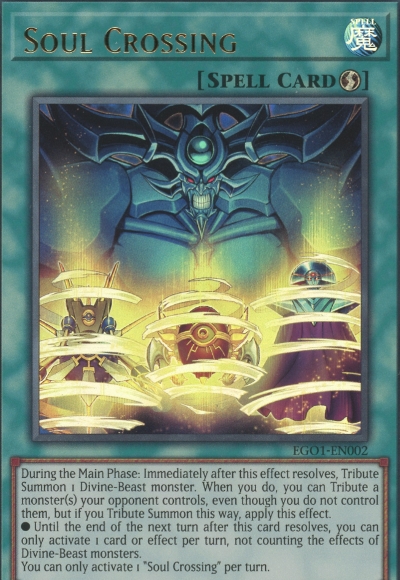 SOUL CROSSING
SPELL
魔
[SPELL CARD]
EGO1-EN002
During the Main Phase: Immediately after this effect resolves, Tribute
Summon 1 Divine-Beast monster. When you do, you can Tribute a
monster(s) your opponent controls, even though you do not control
them, but if you Tribute Summon this way, apply this effect.
●Until the end of the next turn after this card resolves, you can
only activate 1 card or effect per turn, not counting the effects of
Divine-Beast monsters.
You can only activate 1 "Soul Crossing" per turn.